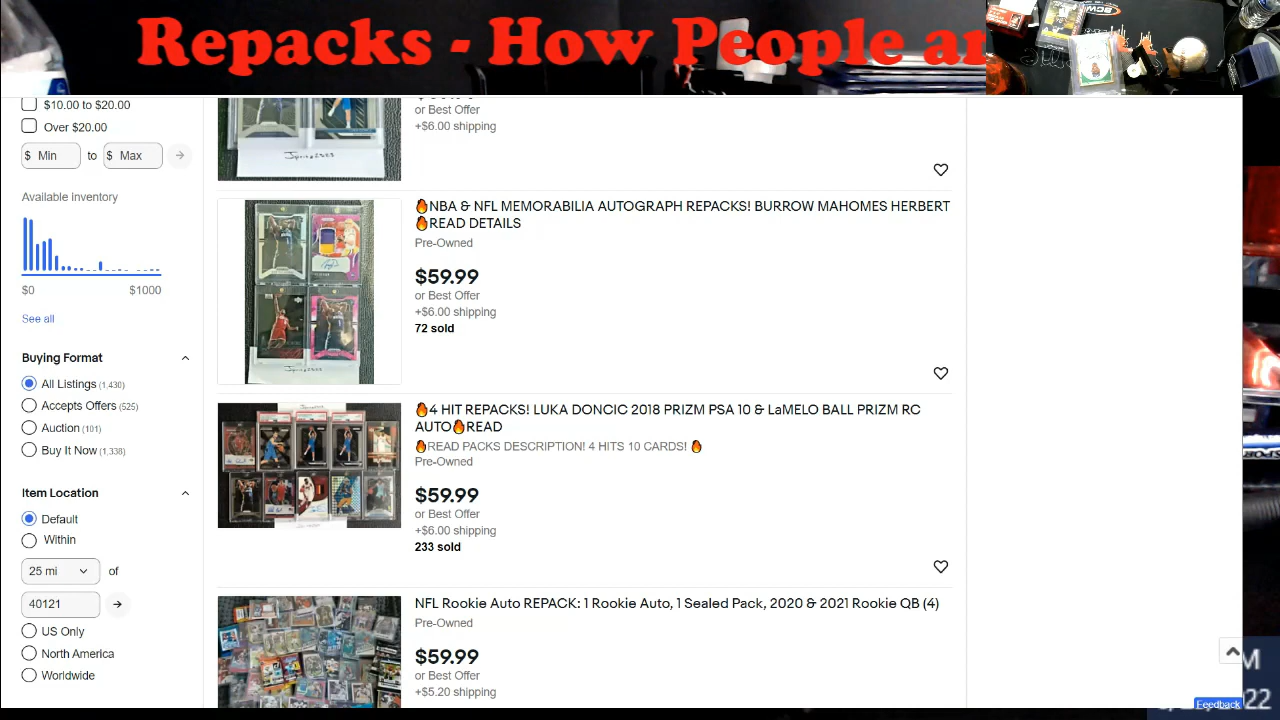 Repacks - How People a
BCW
$10.00 to $20.00
Over $20.00
$ Min to $ Max
Available inventory
$0 $1000
See all
Buying Format
All Listings (1,430)
Accepts Offers (525)
Auction (101)
Buy It Now (1,338)
Item Location
Default
Within
25 mi of
40121
US Only
North America
Worldwide
or Best Offer
+$6.00 shipping
🔥NBA & NFL MEMORABILIA AUTOGRAPH REPACKS! BURROW MAHOMES HERBERT
🔥READ DETAILS
Pre-Owned
$59.99
or Best Offer
+$6.00 shipping
72 sold
🔥4 HIT REPACKS! LUKA DONCIC 2018 PRIZM PSA 10 & LaMELO BALL PRIZM RC
AUTO🔥READ
🔥READ PACKS DESCRIPTION! 4 HITS 10 CARDS! 🔥
Pre-Owned
$59.99
or Best Offer
+$6.00 shipping
233 sold
NFL Rookie Auto REPACK: 1 Rookie Auto, 1 Sealed Pack, 2020 & 2021 Rookie QB (4)
Pre-Owned
$59.99
or Best Offer
+$5.20 shipping
M
Feedback
22